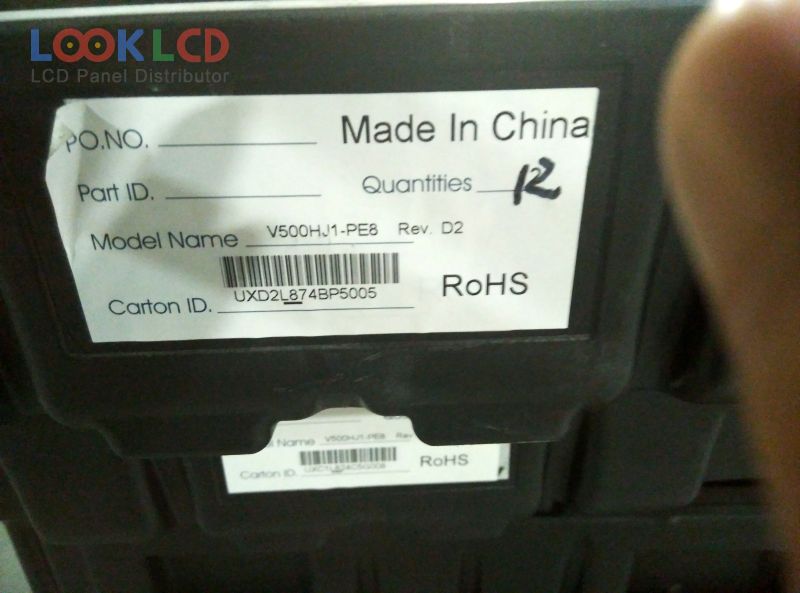 LOOK LCD
LCD Panel Distributor
PO.NO. Made In China
Part ID. Quantities 12
Model Name V500HJ1-PE8 Rev. D2
UXD2L874BP5005
Carton ID. RoHS
Name V500HJ1-PE8 Rev
Carton ID. RoHS